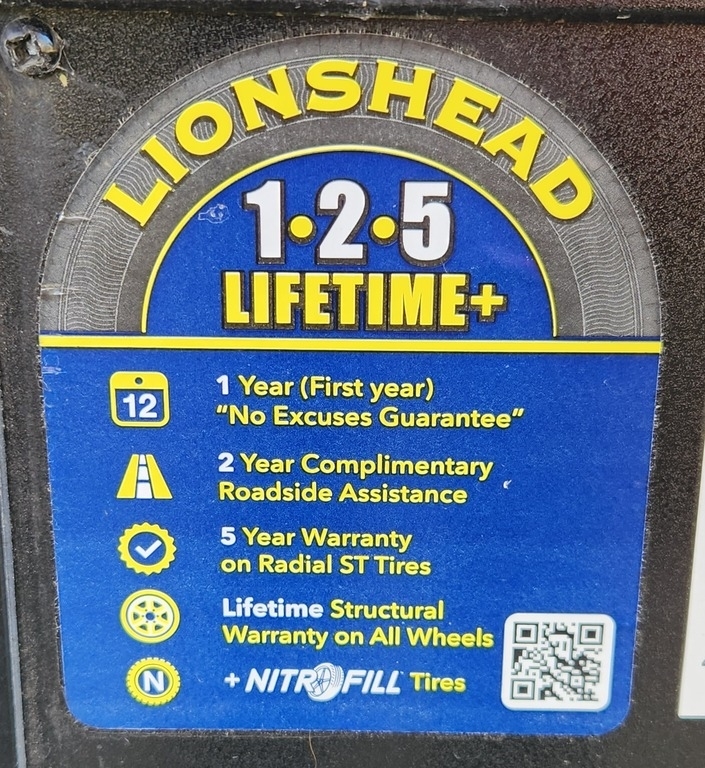 LIONSHEAD
1•2•5
LIFETIME+
12
1 Year (First year)
"No Excuses Guarantee"
2 Year Complimentary
Roadside Assistance
5 Year Warranty
on Radial ST Tires
Lifetime Structural
Warranty on All Wheels
N
+ NITROFILL Tires